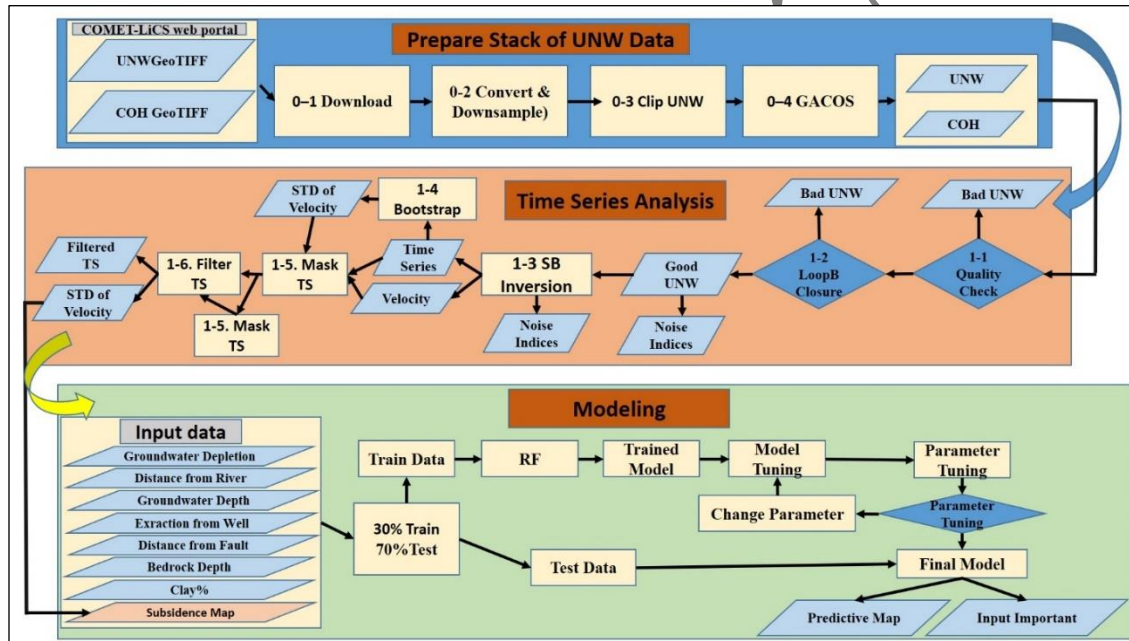 COMET-LiCS web portal
Prepare Stack of UNW Data
UNWGeoTIFF
COH GeoTIFF
0–1 Download
0-2 Convert &
Downsample)
0-3 Clip UNW
0–4 GACOS
UNW
COH
Time Series Analysis
Bad UNW
Bad UNW
1-1
Quality
Check
1-2
LoopB
Closure
Good
UNW
Noise
Indices
1-3 SB
Inversion
Noise
Indices
Time
Series
Velocity
1-4
Bootstrap
STD of
Velocity
1-5. Mask
TS
1-6. Filter
TS
1-5. Mask
TS
Filtered
TS
STD of
Velocity
Modeling
Input data
Groundwater Depletion
Distance from River
Groundwater Depth
Extraction from Well
Distance from Fault
Bedrock Depth
Clay%
Subsidence Map
30% Train
70%Test
Train Data
RF
Trained
Model
Model
Tuning
Parameter
Tuning
Parameter
Tuning
Change Parameter
Test Data
Final Model
Predictive Map
Input Important